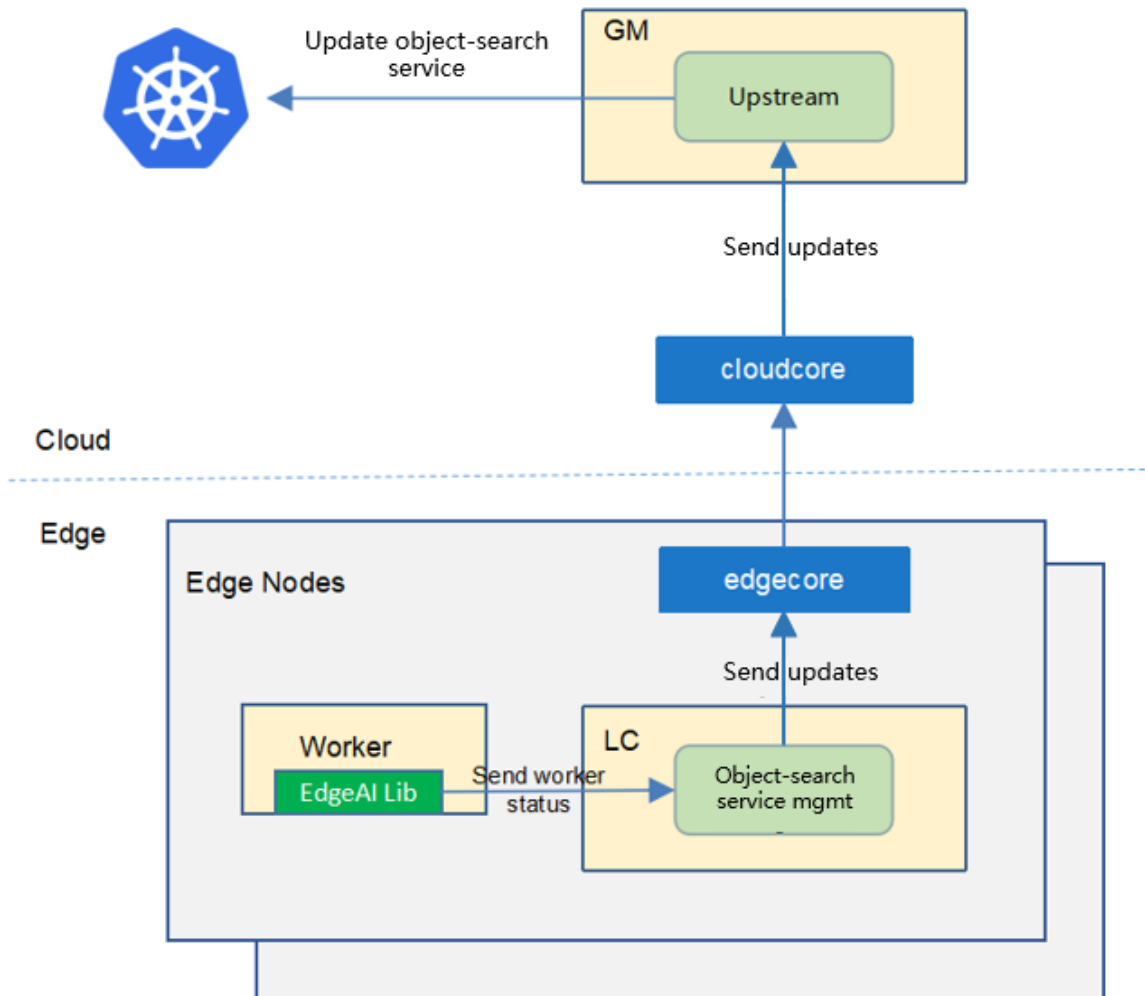 GM
Update object-search
service
Upstream
Send updates
cloudcore
Cloud
Edge
Edge Nodes
edgecore
Send updates
Worker
LC
EdgeAI Lib
Send worker
status
Object-search
service mgmt